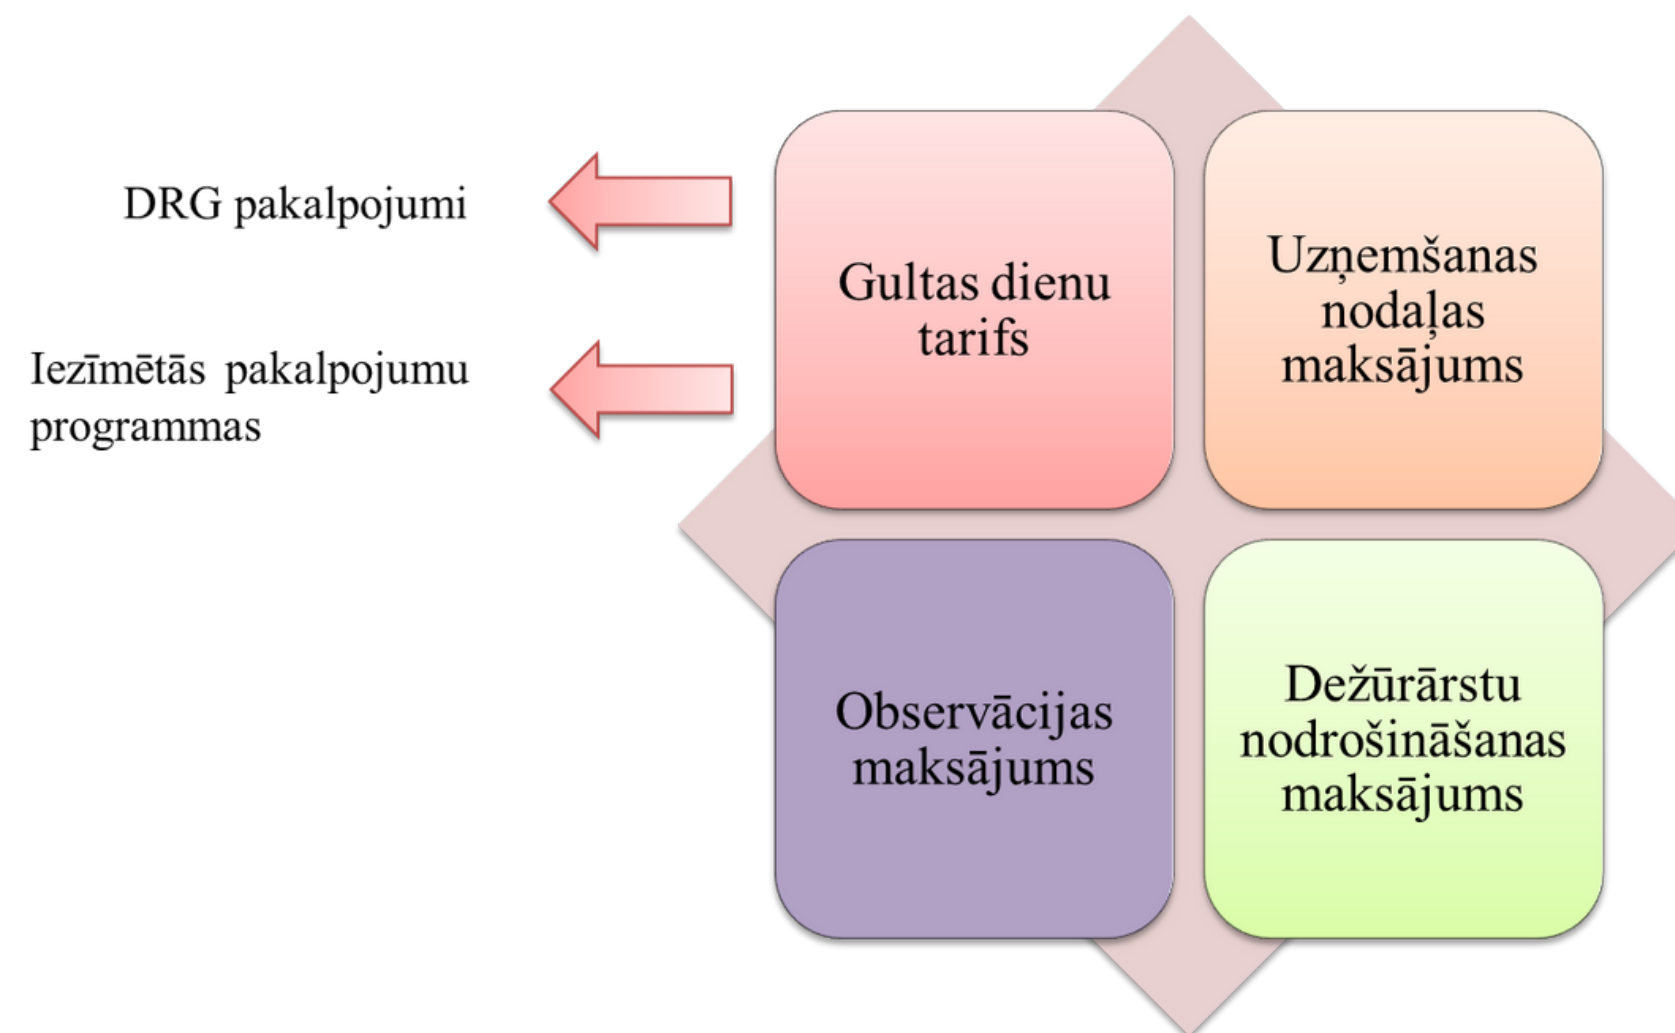 DRG pakalpojumi
Iezīmētās pakalpojumu
programmas
Gultas dienu
tarifs
Uzņemšanas
nodaļas
maksājums
Observācijas
maksājums
Dežūrārstu
nodrošināšanas
maksājums